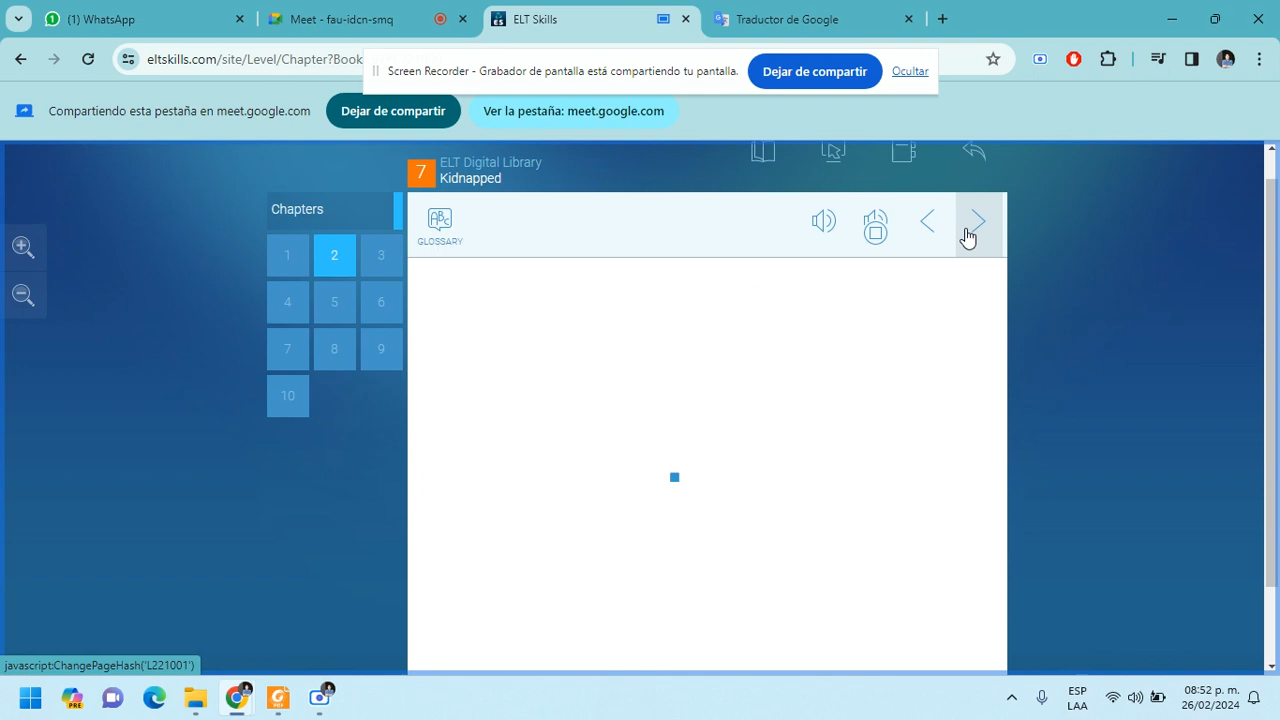 (1) WhatsApp
Meet - fau-idcn-smq
ELT Skills
Traductor de Google
eltskills.com/site/Level/Chapter?Book
Screen Recorder - Grabador de pantalla está compartiendo tu pantalla.
Dejar de compartir
Ocultar
Compartiendo esta pestaña en meet.google.com
Dejar de compartir
Ver la pestaña: meet.google.com
7
ELT Digital Library
Kidnapped
Chapters
ABC
GLOSSARY
1 2 3
4 5 6
7 8 9
10
javascript:ChangePageHash('L221001')
PRE
ESP
LAA
08:52 p. m.
26/02/2024